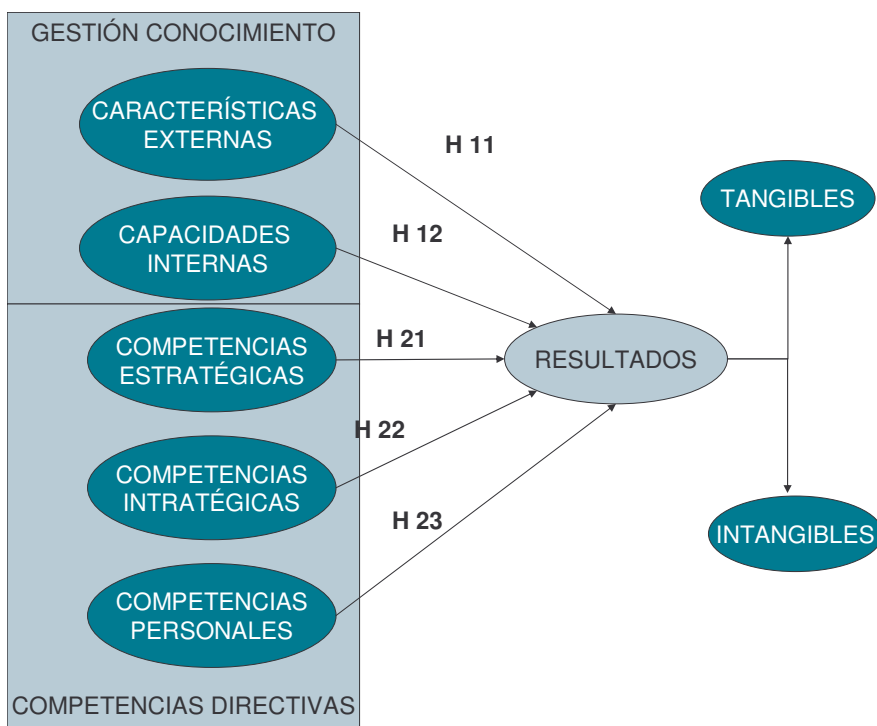 GESTIÓN CONOCIMIENTO
CARACTERÍSTICAS
EXTERNAS
H 11
CAPACIDADES
INTERNAS
H 12
TANGIBLES
COMPETENCIAS
ESTRATÉGICAS
H 21
RESULTADOS
COMPETENCIAS
INTRATÉGICAS
H 22
INTANGIBLES
H 23
COMPETENCIAS
PERSONALES
COMPETENCIAS DIRECTIVAS